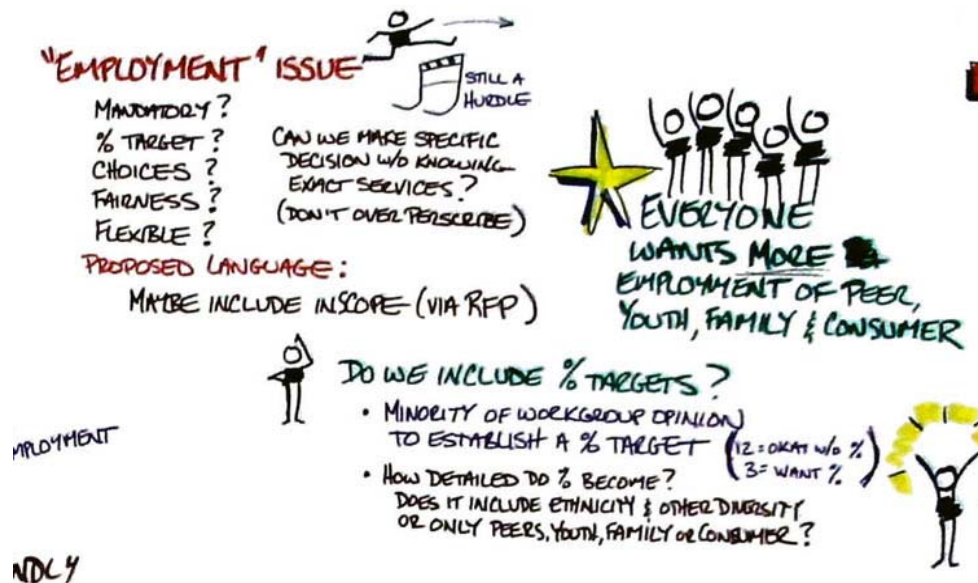 "EMPLOYMENT" ISSUE
STILL A
HURDLE
MANDATORY?
% TARGET?
CHOICES?
FAIRNESS?
FLEXIBLE?
CAN WE MAKE SPECIFIC
DECISION W/O KNOWING
EXACT SERVICES?
(DON'T OVER PERSCRIBE)
PROPOSED LANGUAGE:
MAYBE INCLUDE IN SCOPE (VIA RFP)
EVERYONE
WANTS MORE
EMPLOYMENT OF PEER,
YOUTH, FAMILY & CONSUMER
DO WE INCLUDE % TARGETS?
• MINORITY OF WORKGROUP OPINION
TO ESTABLISH A % TARGET
(12 = OKAY W/O %
3 = WANT %)
• HOW DETAILED DO % BECOME?
DOES IT INCLUDE ETHNICITY & OTHER DIVERSITY
OR ONLY PEERS, YOUTH, FAMILY OR CONSUMER?
MPLOYMENT
NDLY